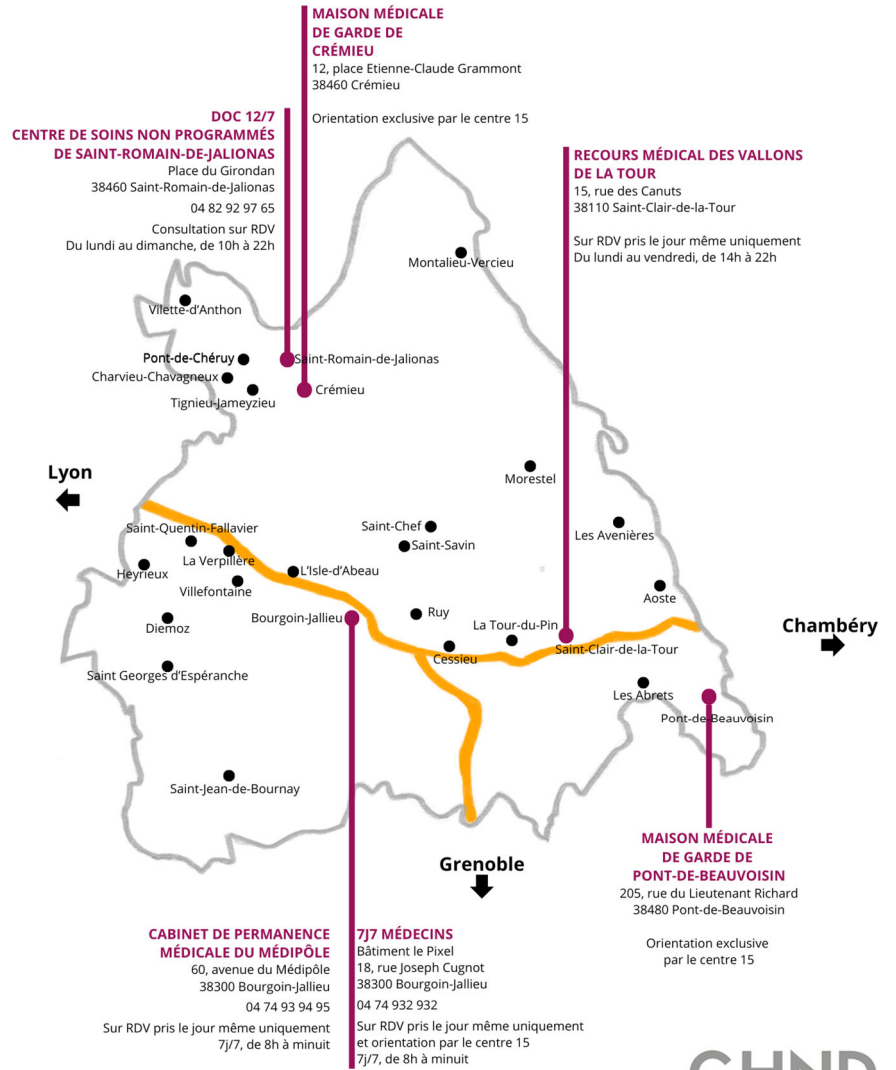 MAISON MÉDICALE
DE GARDE DE
CRÉMIEU
12, place Etienne-Claude Grammont
38460 Crémieu
Orientation exclusive par le centre 15
DOC 12/7
CENTRE DE SOINS NON PROGRAMMÉS
DE SAINT-ROMAIN-DE-JALIONAS
Place du Girondan
38460 Saint-Romain-de-Jalionas
04 82 92 97 65
Consultation sur RDV
Du lundi au dimanche, de 10h à 22h
RECOURS MÉDICAL DES VALLONS
DE LA TOUR
15, rue des Canuts
38110 Saint-Clair-de-la-Tour
Sur RDV pris le jour même uniquement
Du lundi au vendredi, de 14h à 22h
Montalieu-Vercieu
Vilette-d'Anthon
Pont-de-Chéruy
Saint-Romain-de-Jalionas
Charvieu-Chavagneux
Crémieu
Tignieu-Jameyzieu
Lyon
Morestel
Saint-Quentin-Fallavier
Saint-Chef
Les Avenières
Saint-Savin
La Verpillère
Heyrieux
L'Isle-d'Abeau
Villefontaine
Aoste
Bourgoin-Jallieu
Ruy
Diemoz
La Tour-du-Pin
Chambéry
Cessieu
Saint-Clair-de-la-Tour
Saint Georges d'Espéranche
Les Abrets
Pont-de-Beauvoisin
Saint-Jean-de-Bournay
Grenoble
MAISON MÉDICALE
DE GARDE DE
PONT-DE-BEAUVOISIN
205, rue du Lieutenant Richard
38480 Pont-de-Beauvoisin
Orientation exclusive
par le centre 15
CABINET DE PERMANENCE
MÉDICALE DU MÉDIPÔLE
60, avenue du Médipôle
38300 Bourgoin-Jallieu
04 74 93 94 95
Sur RDV pris le jour même uniquement
7j/7, de 8h à minuit
7J7 MÉDECINS
Bâtiment le Pixel
18, rue Joseph Cugnot
38300 Bourgoin-Jallieu
04 74 932 932
Sur RDV pris le jour même uniquement
et orientation par le centre 15
7j/7, de 8h à minuit